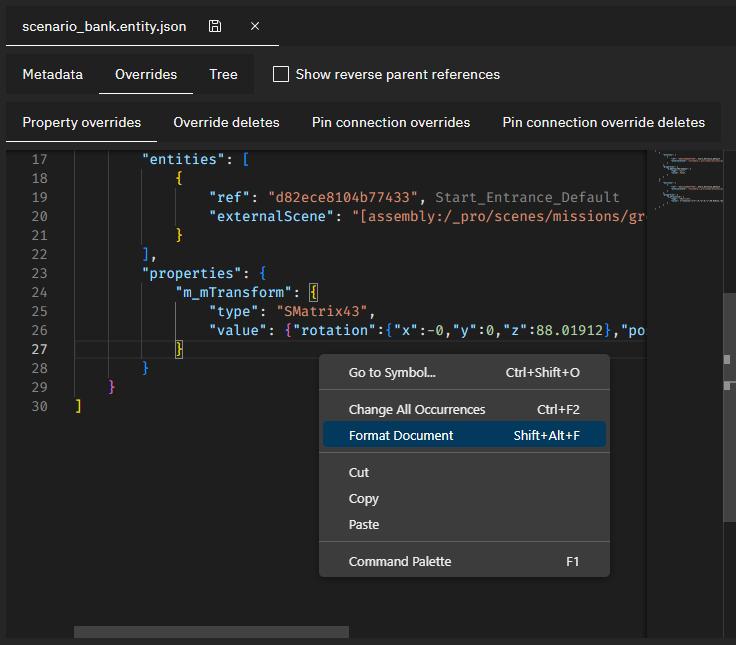 scenario_bank.entity.json
Metadata Overrides Tree Show reverse parent references
Property overrides Override deletes Pin connection overrides Pin connection override deletes
17 "entities": [
18 {
19 "ref": "d82ece8104b77433", Start_Entrance_Default
20 "externalScene": "[assembly:/_pro/scenes/missions/gr
21 }
22 ],
23 "properties": {
24 "m_mTransform": {
25 "type": "SMatrix43",
26 "value": {"rotation":{"x":-0,"y":0,"z":88.01912},"po
27 }
28 }
29 }
30 ]
Go to Symbol... Ctrl+Shift+O
Change All Occurrences Ctrl+F2
Format Document Shift+Alt+F
Cut
Copy
Paste
Command Palette F1